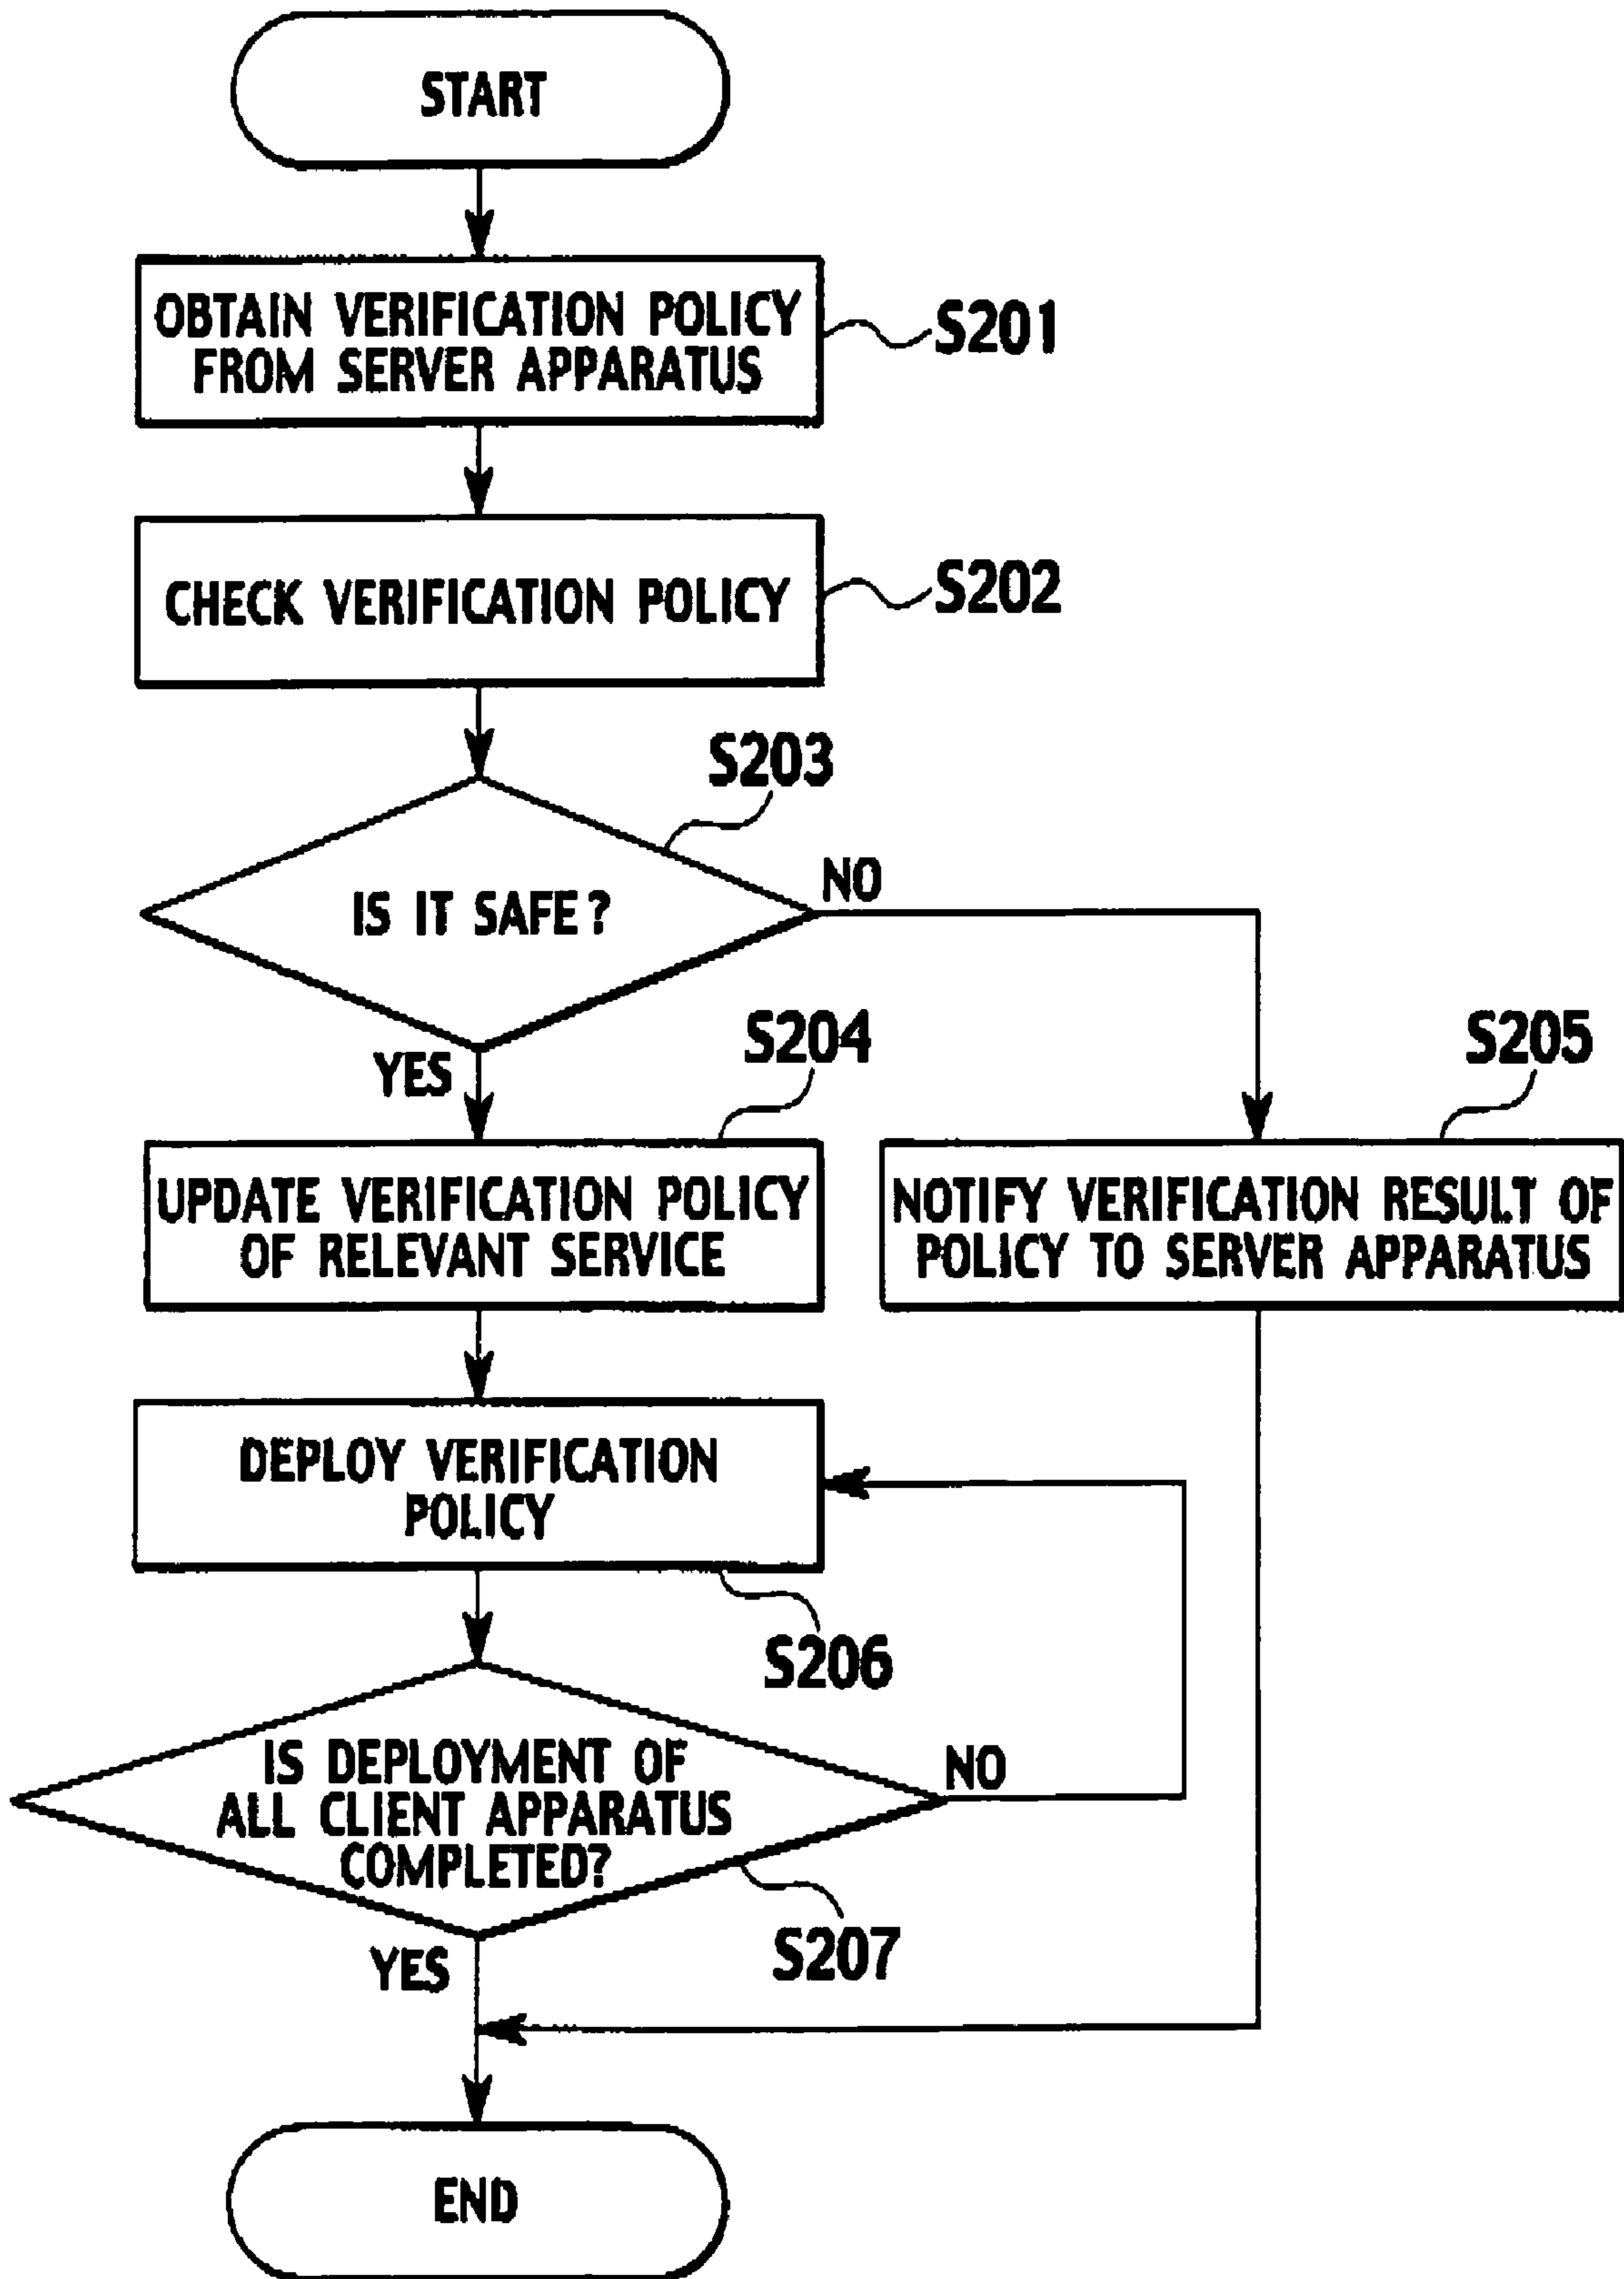 START
OBTAIN VERIFICATION POLICY
FROM SERVER APPARATUS
S201
CHECK VERIFICATION POLICY
S202
S203
IS IT SAFE?
NO
YES
S204
S205
UPDATE VERIFICATION POLICY
OF RELEVANT SERVICE
NOTIFY VERIFICATION RESULT OF
POLICY TO SERVER APPARATUS
DEPLOY VERIFICATION
POLICY
S206
IS DEPLOYMENT OF
ALL CLIENT APPARATUS
COMPLETED?
NO
S207
YES
END